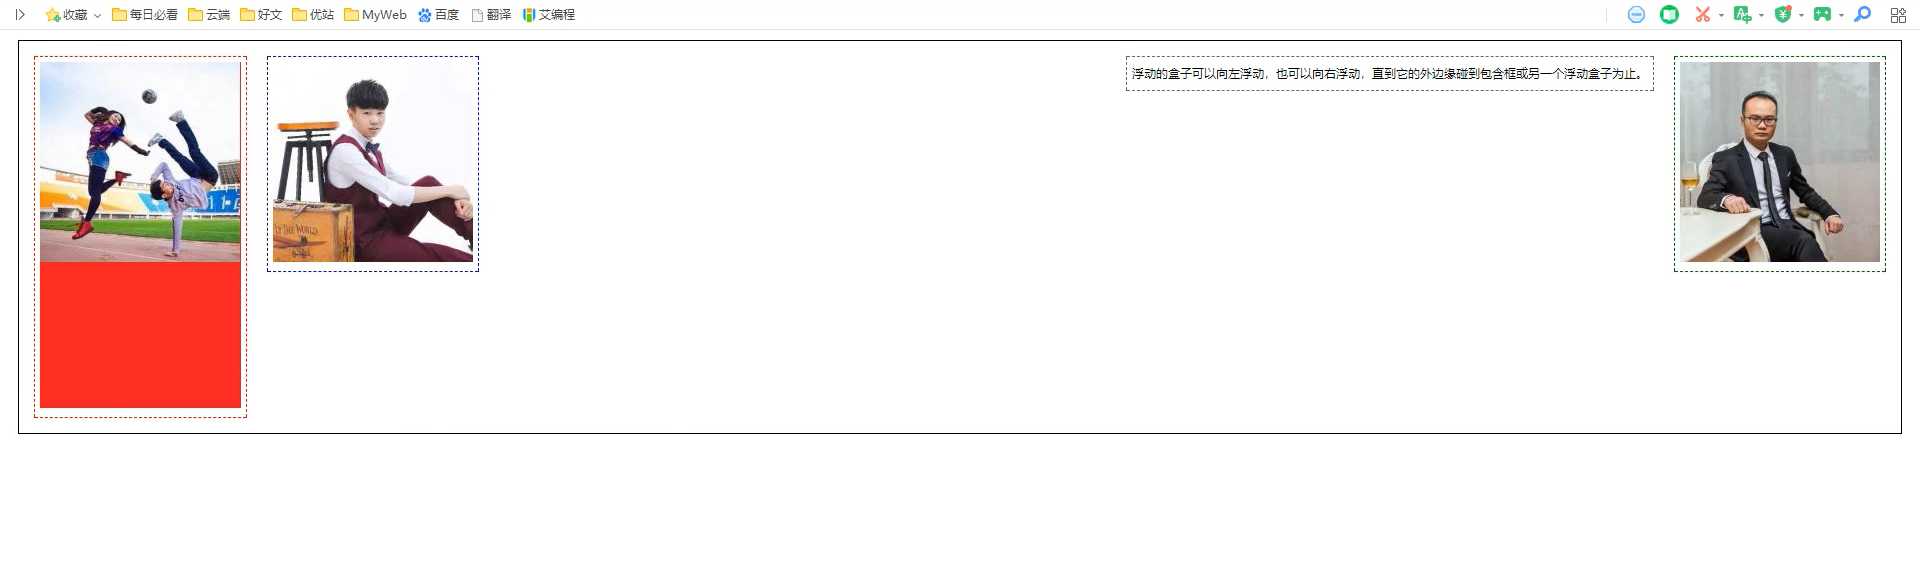 收藏 每日必看 云端 好文 优站 MyWeb 百度 翻译 艾编程
浮动的盒子可以向左浮动，也可以向右浮动，直到它的外边缘碰到包含框或另一个浮动盒子为止。
THE WORLD